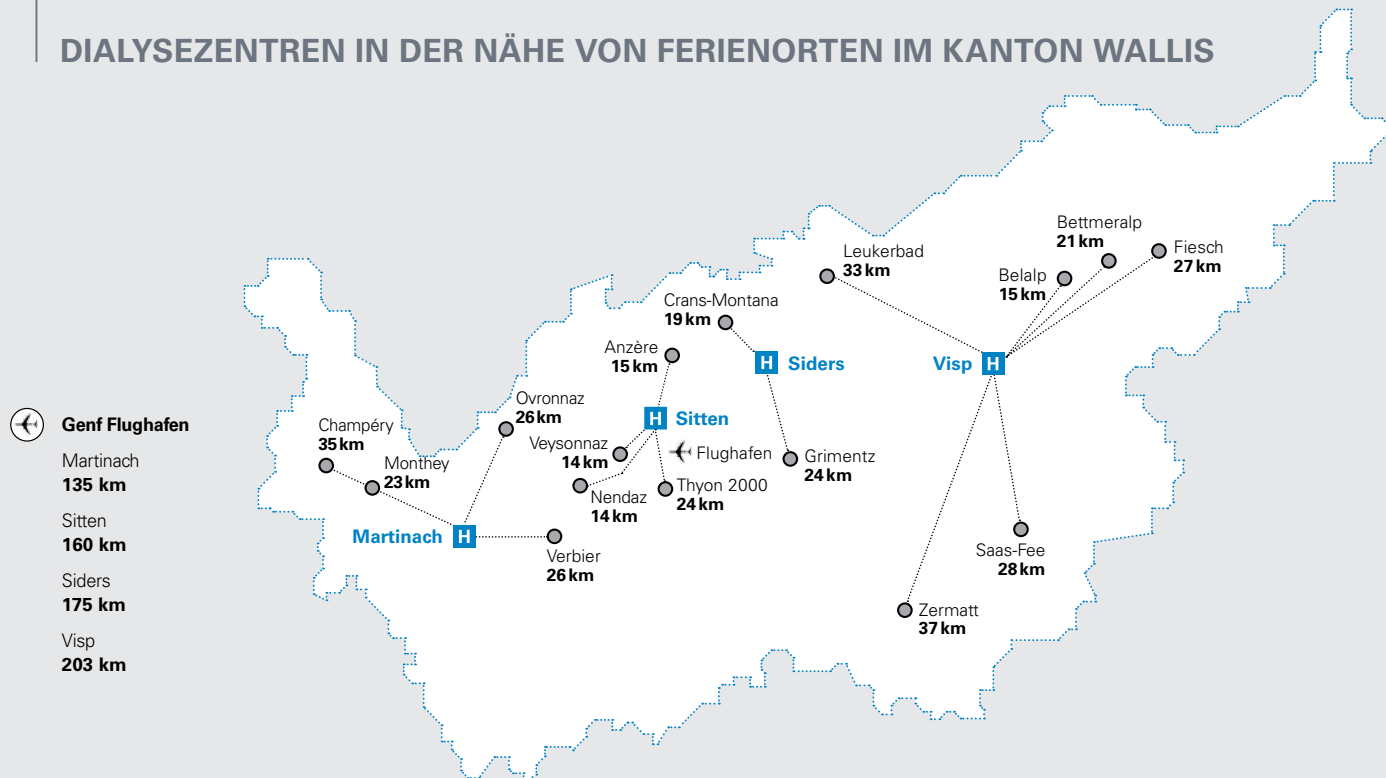 DIALYSEZENTREN IN DER NÄHE VON FERIENORTEN IM KANTON WALLIS
Genf Flughafen
Martinach
135 km
Sitten
160 km
Siders
175 km
Visp
203 km
Champéry
35 km
Monthey
23 km
Martinach
H
Ovronnaz
26 km
Verbier
26 km
Anzère
15 km
H
Sitten
Veysonnaz
14 km
Nendaz
14 km
Flughafen
Thyon 2000
24 km
Crans-Montana
19 km
H
Siders
Grimentz
24 km
Leukerbad
33 km
Visp
H
Belalp
15 km
Bettmeralp
21 km
Fiesch
27 km
Saas-Fee
28 km
Zermatt
37 km